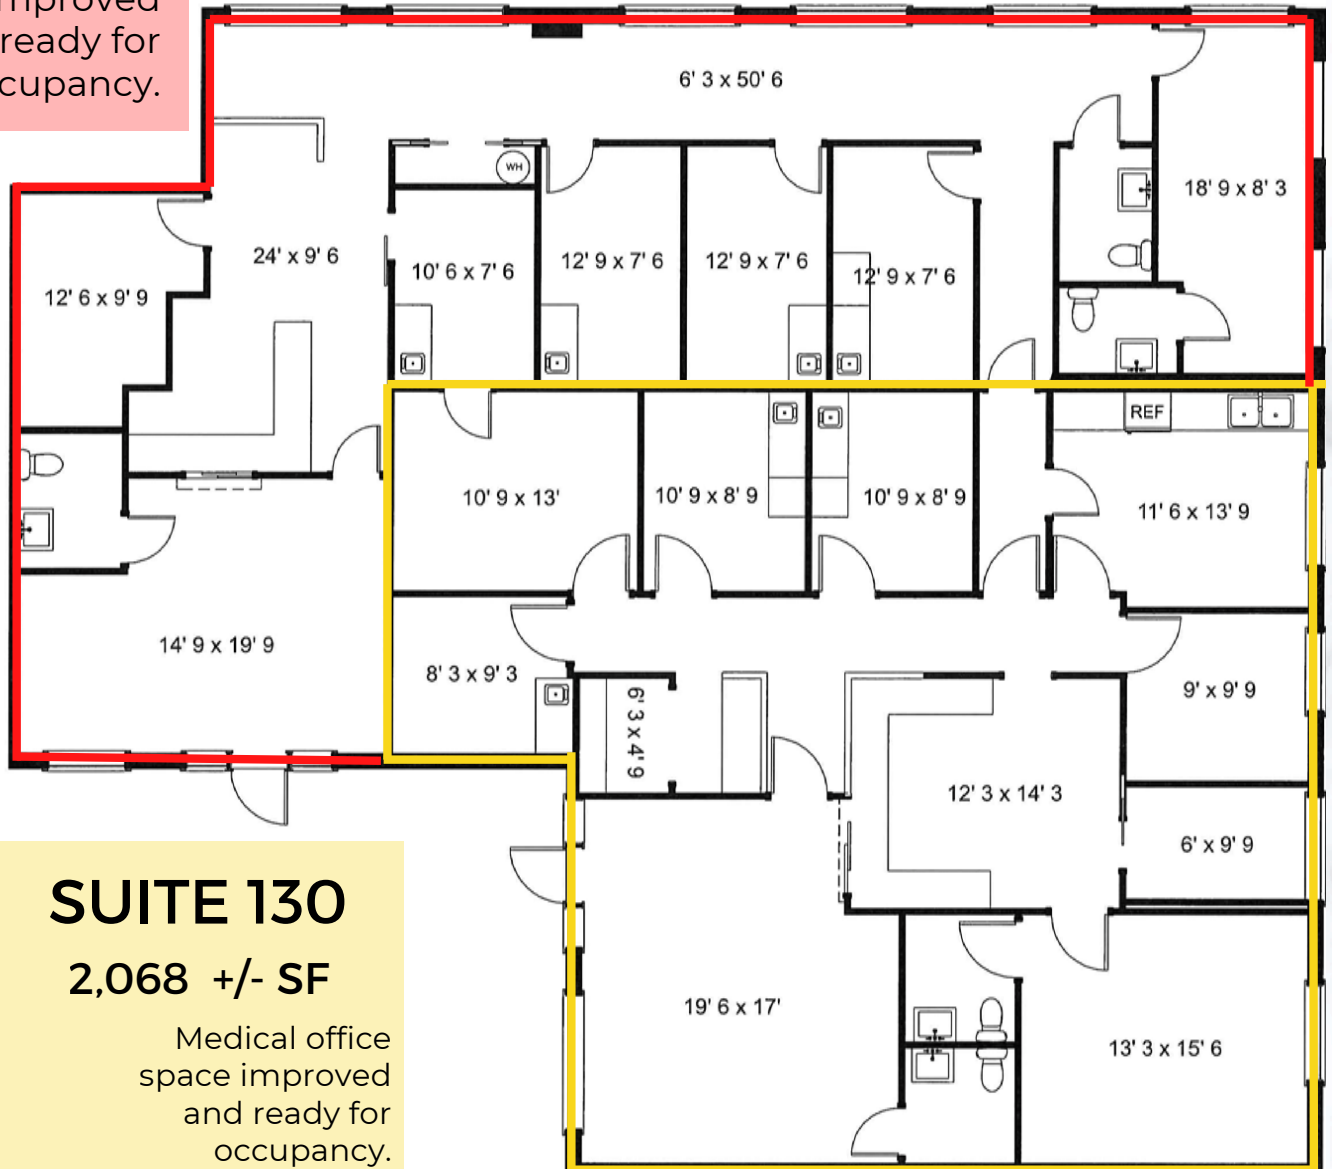 improved
ready for
6' 3 x 50' 6
WH
18' 9 x 8' 3
24' x 9' 6
10' 6 x 7' 6
12' 9 x 7' 6
12' 9 x 7' 6
12' 9 x 7' 6
12' 6 x 9' 9
REF
10' 9 x 13'
10' 9 x 8' 9
10' 9 x 8' 9
11' 6 x 13' 9
14' 9 x 19' 9
8' 3 x 9' 3
6' 3 x 4' 9
9' x 9' 9
12' 3 x 14' 3
6' x 9' 9
19' 6 x 17'
13' 3 x 15' 6
SUITE 130
2,068 +/- SF
Medical office
space improved
and ready for
occupancy.